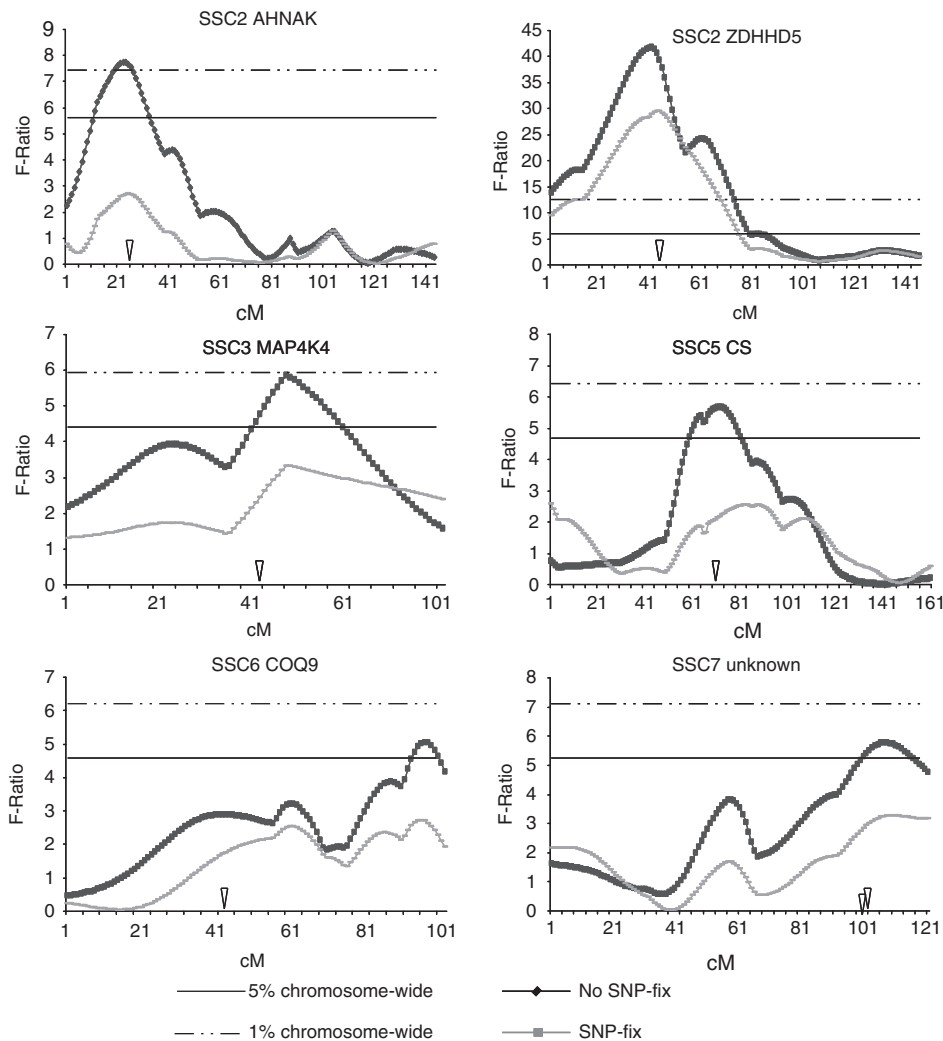 SSC2 AHNAK
9
8
7
6
5
4
3
2
1
0
F-Ratio
1 21 41 61 81 101 121 141
cM
SSC2 ZDHHD5
45
40
35
30
25
20
15
10
5
0
F-Ratio
1 21 41 61 81 101 121 141
cM
SSC3 MAP4K4
7
6
5
4
3
2
1
0
F-Ratio
1 21 41 61 81 101
cM
SSC5 CS
8
7
6
5
4
3
2
1
0
F-Ratio
1 21 41 61 81 101 121 141 161
cM
SSC6 COQ9
7
6
5
4
3
2
1
0
F-Ratio
1 21 41 61 81 101
cM
SSC7 unknown
8
7
6
5
4
3
2
1
0
F-Ratio
1 21 41 61 81 101 121
cM
5% chromosome-wide
No SNP-fix
1% chromosome-wide
SNP-fix